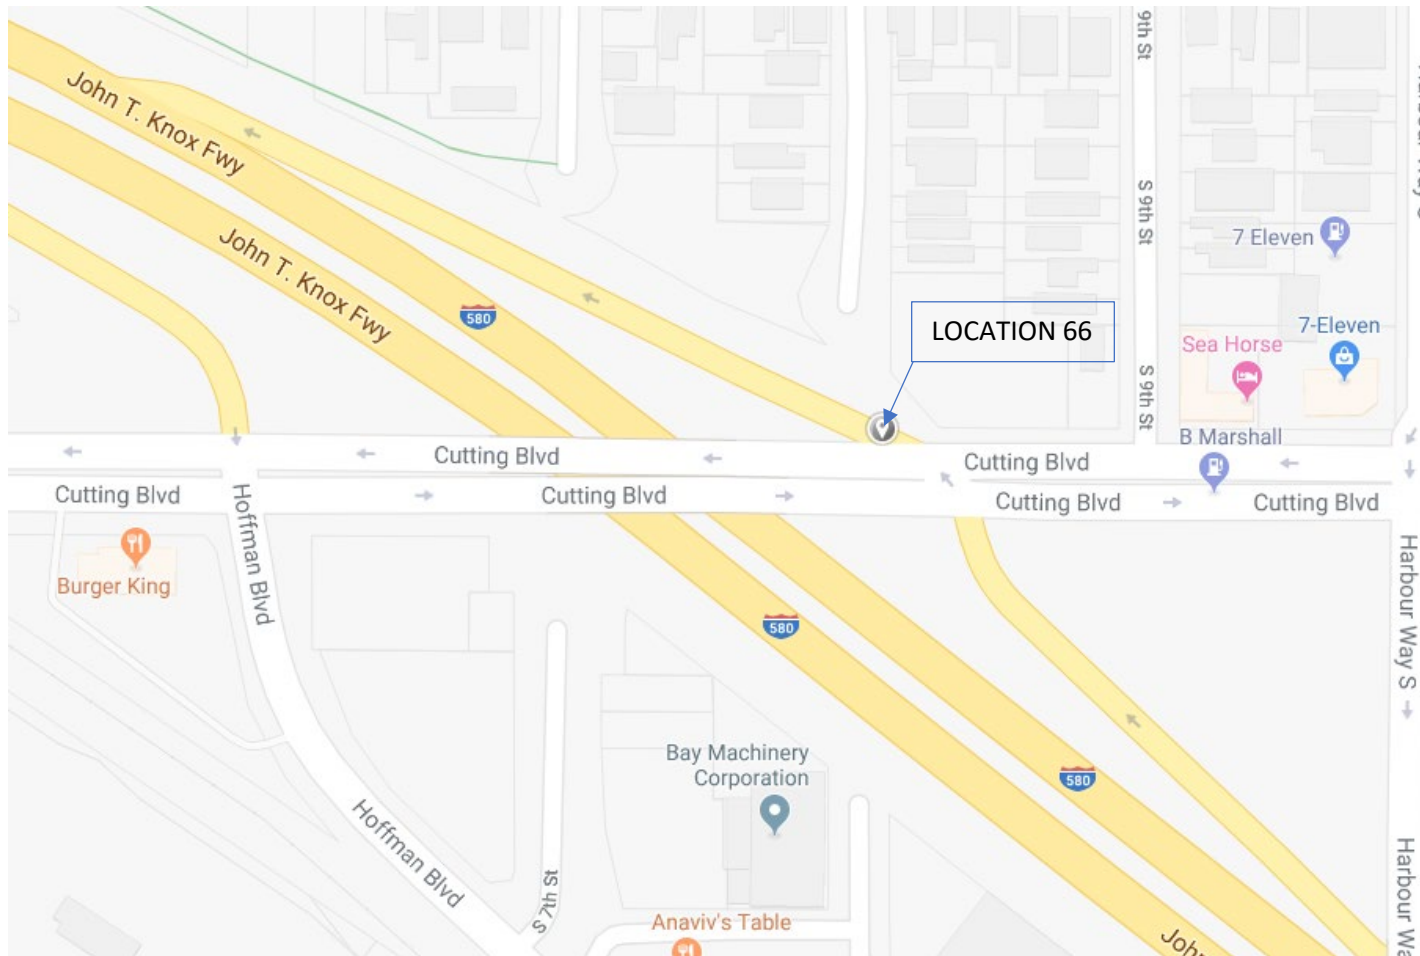 9th St
John T. Knox Fwy
S 9th St
7 Eleven
John T. Knox Fwy
580
LOCATION 66
7-Eleven
Sea Horse
S 9th St
B Marshall
Cutting Blvd
Cutting Blvd
Cutting Blvd
Cutting Blvd
Cutting Blvd
Cutting Blvd
Hoffman Blvd
Burger King
Harbour Way S
580
Bay Machinery
Corporation
580
Hoffman Blvd
S 7th St
Harbour Wa
Anaviv's Table
John